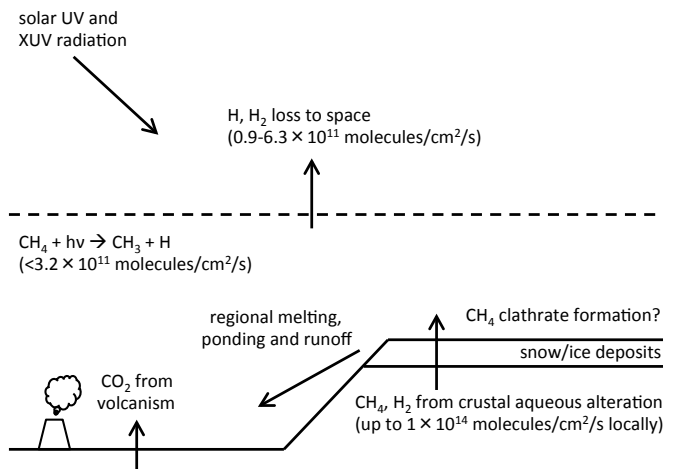 solar UV and
XUV radiation
H, H₂ loss to space
(0.9-6.3 × 10¹¹ molecules/cm²/s)
CH₄ + hν → CH₃ + H
(<3.2 × 10¹¹ molecules/cm²/s)
regional melting,
ponding and runoff
CH₄ clathrate formation?
snow/ice deposits
CO₂ from
volcanism
CH₄, H₂ from crustal aqueous alteration
(up to 1 × 10¹⁴ molecules/cm²/s locally)